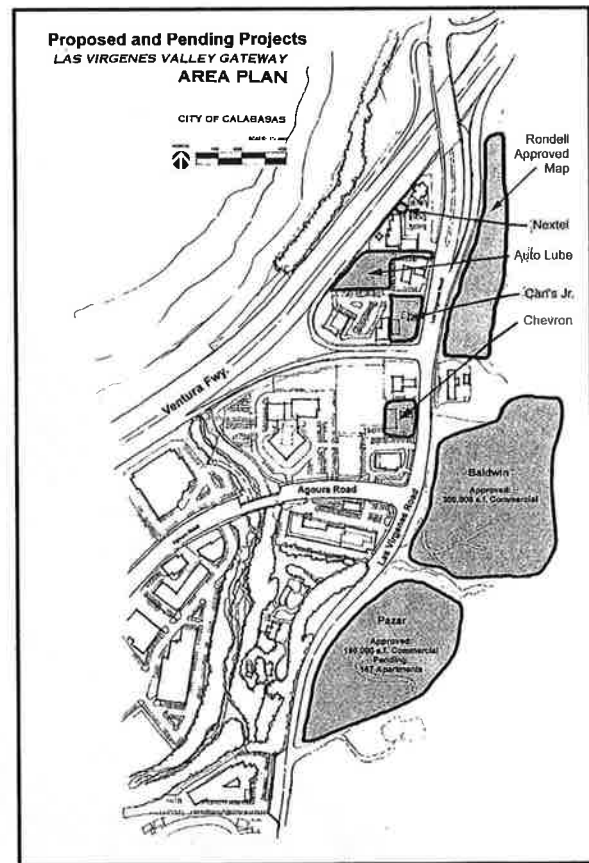 Proposed and Pending Projects
LAS VIRGENES VALLEY GATEWAY
AREA PLAN
CITY OF CALABASAS
Rondell
Approved
Map
Nextel
Auto Lube
Carl's Jr.
Chevron
Ventura Fwy.
Las Virgenes Road
Agoura Road
Baldwin
Approved:
commercial
Pazar
Approved:
Commercial
Pending:
Apartments